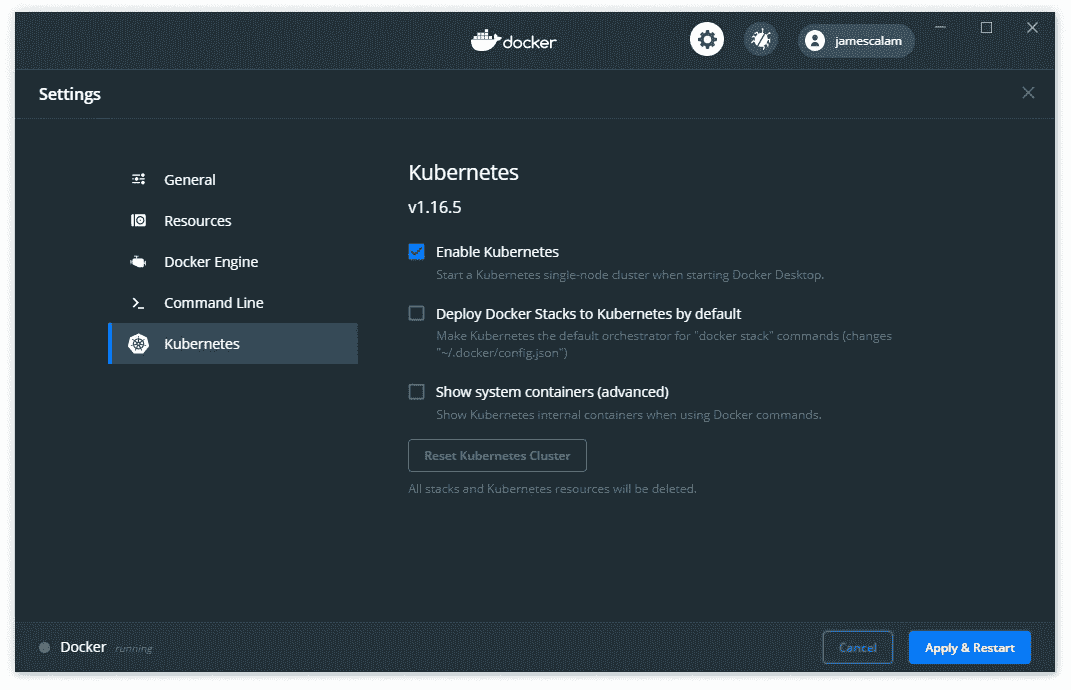 docker
jamescalam
Settings
General
Resources
Docker Engine
Command Line
Kubernetes
Kubernetes
v1.16.5
Enable Kubernetes
Start a Kubernetes single-node cluster when starting Docker Desktop.
Deploy Docker Stacks to Kubernetes by default
Make Kubernetes the default orchestrator for "docker stack" commands (changes
"~/.docker/config.json")
Show system containers (advanced)
Show Kubernetes internal containers when using Docker commands.
Reset Kubernetes Cluster
All stacks and Kubernetes resources will be deleted.
Docker running
Cancel
Apply & Restart